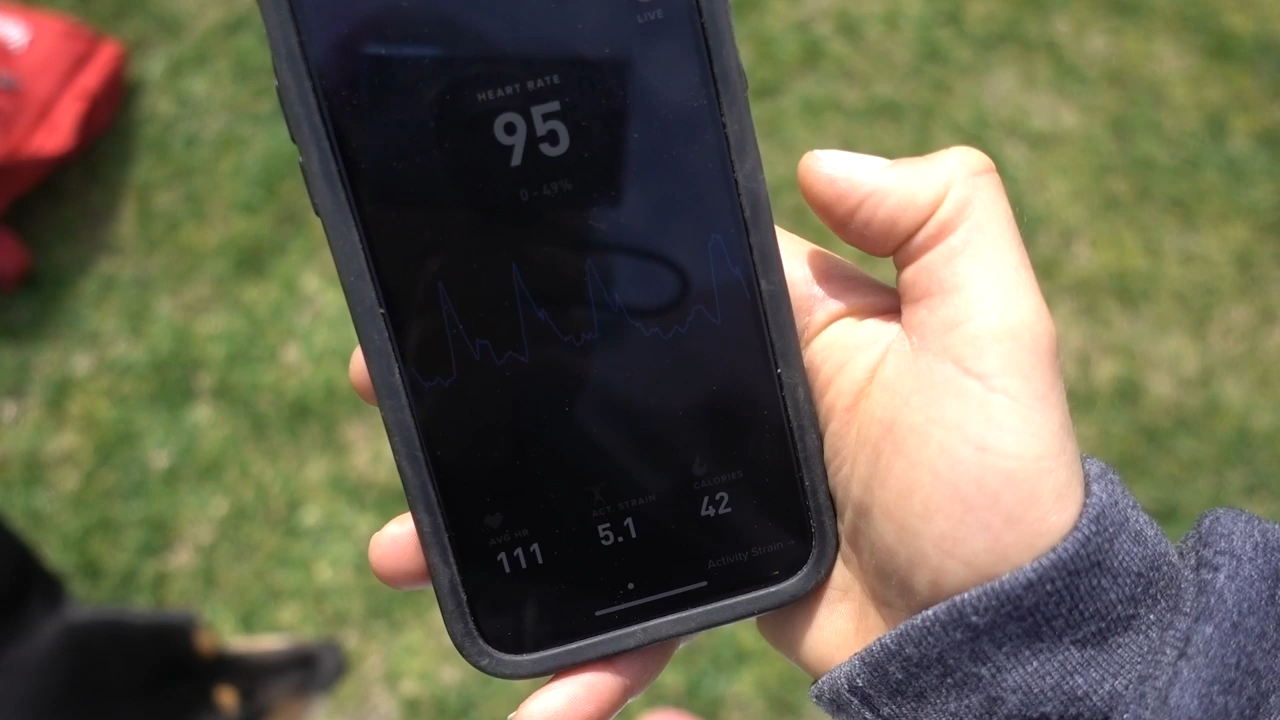 LIVE
HEART RATE
95
0 - 49%
AVG HR
111
ACT. STRAIN
5.1
CALORIES
42
Activity Strain